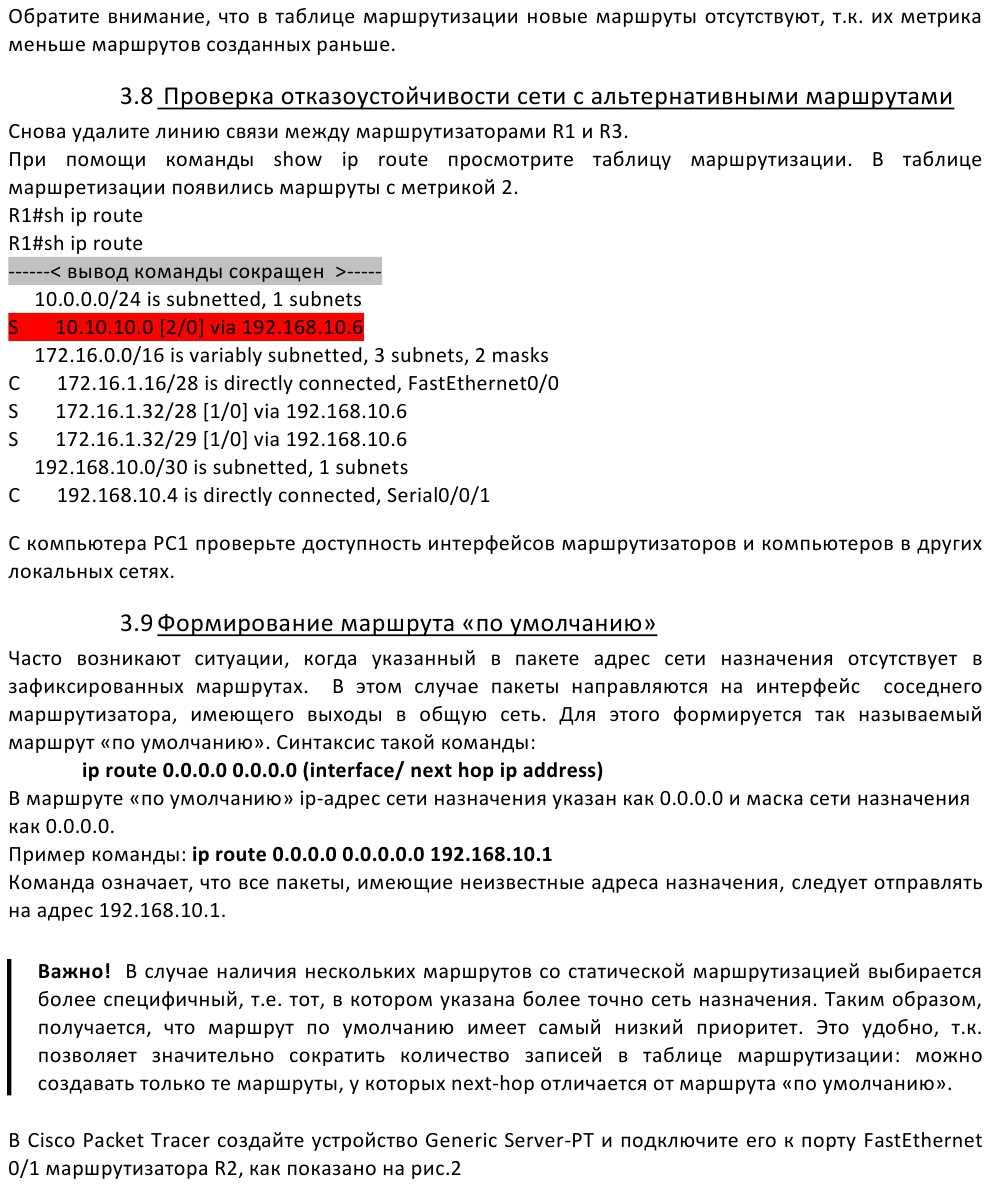 Обратите внимание, что в таблице маршрутизации новые маршруты отсутствуют, т.к. их метрика
меньше маршрутов созданных раньше.
3.8 Проверка отказоустойчивости сети с альтернативными маршрутами
Снова удалите линию связи между маршрутизаторами R1 и R3.
При помощи команды show ip route просмотрите таблицу маршрутизации. В таблице
маршретизации появились маршруты с метрикой 2.
R1#sh ip route
R1#sh ip route
------< вывод команды сокращен >-----
10.0.0.0/24 is subnetted, 1 subnets
S 10.10.10.0 [2/0] via 192.168.10.6
172.16.0.0/16 is variably subnetted, 3 subnets, 2 masks
C 172.16.1.16/28 is directly connected, FastEthernet0/0
S 172.16.1.32/28 [1/0] via 192.168.10.6
S 172.16.1.32/29 [1/0] via 192.168.10.6
192.168.10.0/30 is subnetted, 1 subnets
C 192.168.10.4 is directly connected, Serial0/0/1
С компьютера PC1 проверьте доступность интерфейсов маршрутизаторов и компьютеров в других
локальных сетях.
3.9 Формирование маршрута «по умолчанию»
Часто возникают ситуации, когда указанный в пакете адрес сети назначения отсутствует в
зафиксированных маршрутах. В этом случае пакеты направляются на интерфейс соседнего
маршрутизатора, имеющего выходы в общую сеть. Для этого формируется так называемый
маршрут «по умолчанию». Синтаксис такой команды:
ip route 0.0.0.0 0.0.0.0 (interface/ next hop ip address)
В маршруте «по умолчанию» ip-адрес сети назначения указан как 0.0.0.0 и маска сети назначения
как 0.0.0.0.
Пример команды: ip route 0.0.0.0 0.0.0.0.0 192.168.10.1
Команда означает, что все пакеты, имеющие неизвестные адреса назначения, следует отправлять
на адрес 192.168.10.1.
Важно! В случае наличия нескольких маршрутов со статической маршрутизацией выбирается
более специфичный, т.е. тот, в котором указана более точно сеть назначения. Таким образом,
получается, что маршрут по умолчанию имеет самый низкий приоритет. Это удобно, т.к.
позволяет значительно сократить количество записей в таблице маршрутизации: можно
создавать только те маршруты, у которых next-hop отличается от маршрута «по умолчанию».
В Cisco Packet Tracer создайте устройство Generic Server-PT и подключите его к порту FastEthernet
0/1 маршрутизатора R2, как показано на рис.2